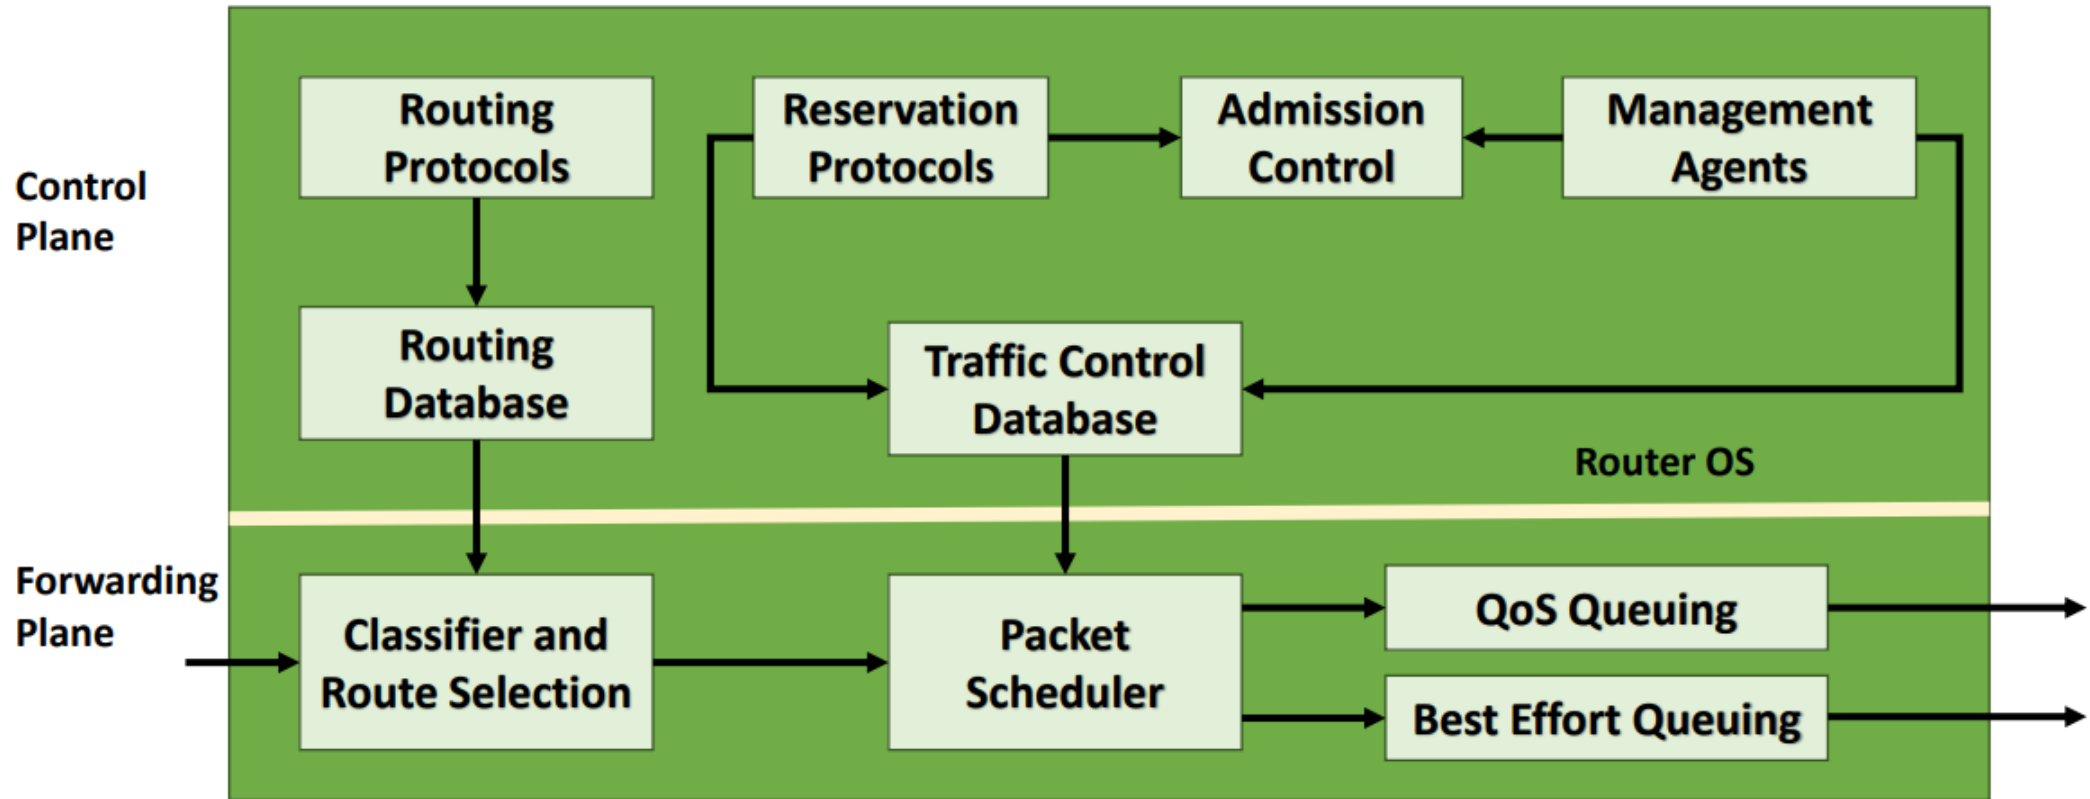 Control
Plane
Routing
Protocols
Reservation
Protocols
Admission
Control
Management
Agents
Routing
Database
Traffic Control
Database
Router OS
Forwarding
Plane
Classifier and
Route Selection
Packet
Scheduler
QoS Queuing
Best Effort Queuing